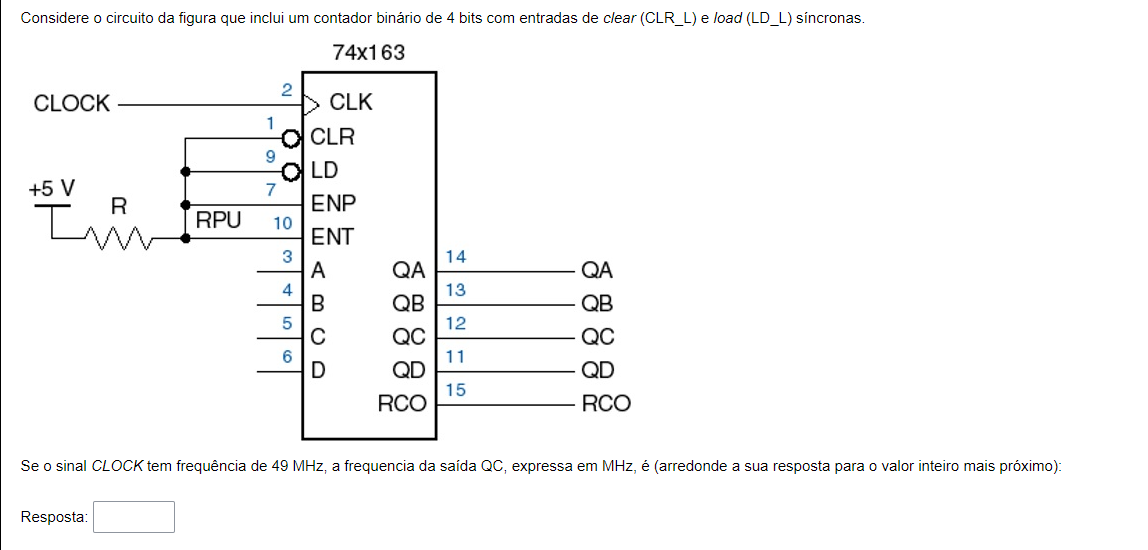 Considere o circuito da figura que inclui um contador binário de 4 bits com entradas de clear (CLR_L) e load (LD_L) síncronas.
74x163
2
CLOCK
CLK
1
CLR
9
LD
+5 V
7
R
ENP
RPU
10
ENT
3
14
A
QA
QA
4
13
B
QB
QB
5
12
C
QC
QC
6
11
D
QD
QD
15
RCO
RCO
Se o sinal CLOCK tem frequência de 49 MHz, a frequencia da saída QC, expressa em MHz, é (arredonde a sua resposta para o valor inteiro mais próximo):
Resposta: